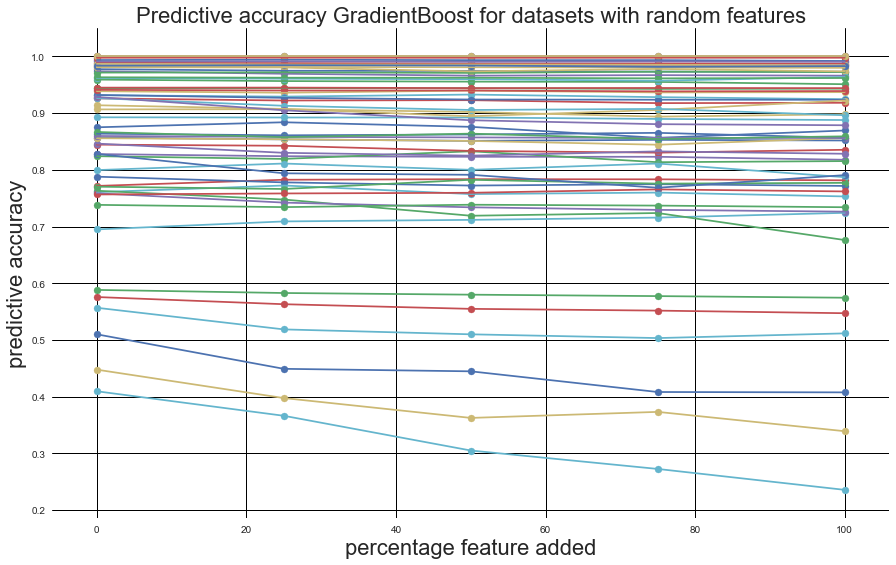 Predictive accuracy GradientBoost for datasets with random features
predictive accuracy
1.0
0.9
0.8
0.7
0.6
0.5
0.4
0.3
0.2
0 20 40 60 80 100
percentage feature added